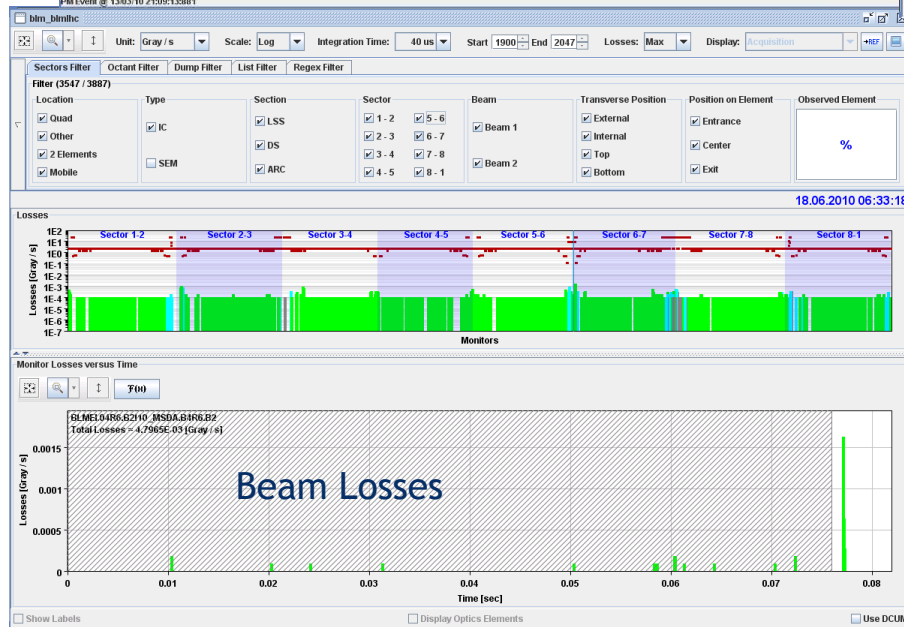 PM Event @ 13/03/10 21:09:13:881
blm_blmlhc
Unit: Gray / s Scale: Log Integration Time: 40 us Start 1900 End 2047 Losses: Max Display: Acquisition →REF
Sectors Filter Octant Filter Dump Filter List Filter Regex Filter
Filter (3547 / 3887)
Location Type Section Sector Beam Transverse Position Position on Element Observed Element
Quad IC LSS 1 - 2 5 - 6 Beam 1 External Entrance %
Other DS 2 - 3 6 - 7 Internal Center
2 Elements SEM 3 - 4 7 - 8 Beam 2 Top
Mobile ARC 4 - 5 8 - 1 Bottom Exit
18.06.2010 06:33:18
Losses
Sector 1-2 Sector 2-3 Sector 3-4 Sector 4-5 Sector 5-6 Sector 6-7 Sector 7-8 Sector 8-1
Losses [Gray / s]
1E2
1E1
1E0
1E-1
1E-2
1E-3
1E-4
1E-5
1E-6
1E-7
Monitors
Monitor Losses versus Time
F(x)
BLMEI.04R6.B2I10_MSDA.B4R6.B2
Total Losses = 4.7965E-03 [Gray / s]
Beam Losses
Losses [Gray / s]
0.0015
0.001
0.0005
0
0 0.01 0.02 0.03 0.04 0.05 0.06 0.07 0.08
Time [sec]
Show Labels Display Optics Elements Use DCUM